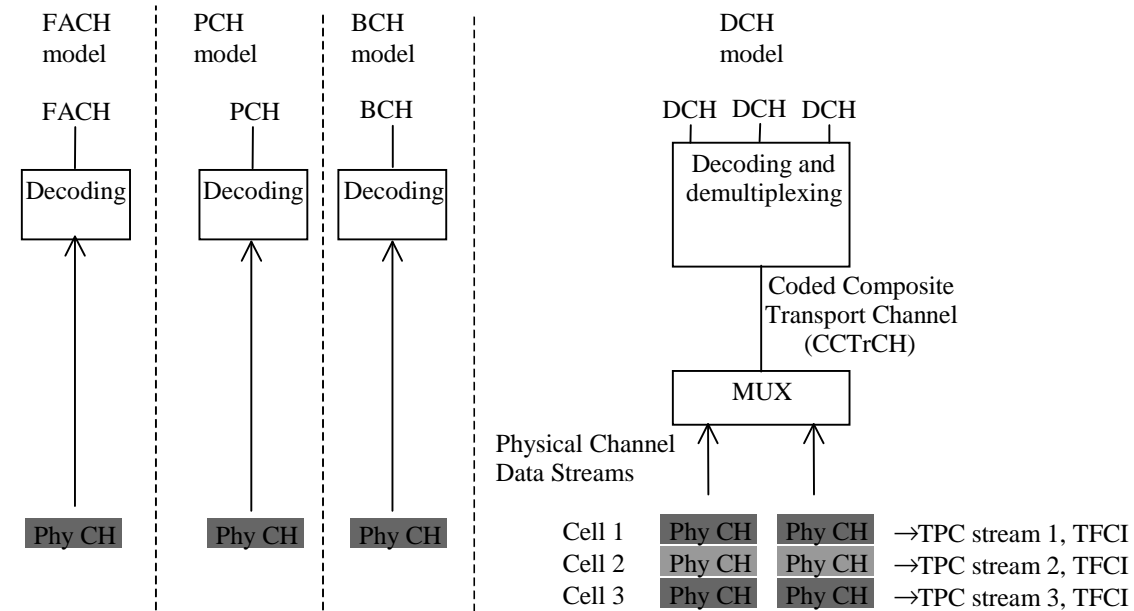 FACH
model
PCH
model
BCH
model
DCH
model
FACH
PCH
BCH
DCH DCH DCH
Decoding
Decoding
Decoding
Decoding and
demultiplexing
Coded Composite
Transport Channel
(CCTrCH)
MUX
Physical Channel
Data Streams
Phy CH
Phy CH
Phy CH
Cell 1 Phy CH Phy CH →TPC stream 1, TFCI
Cell 2 Phy CH Phy CH →TPC stream 2, TFCI
Cell 3 Phy CH Phy CH →TPC stream 3, TFCI